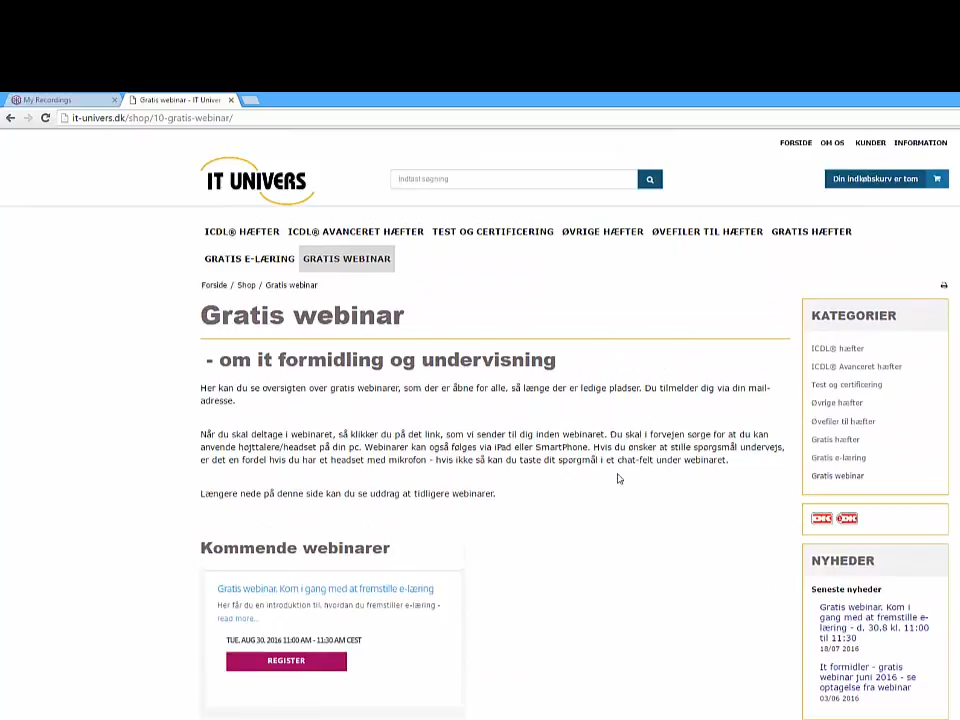 My Recordings
Gratis webinar - IT Univer
it-univers.dk/shop/10-gratis-webinar/
FORSIDE OM OS KUNDER INFORMATION
IT UNIVERS
Indtast søgning
Din indkøbskurv er tom
ICDL® HÆFTER ICDL® AVANCERET HÆFTER TEST OG CERTIFICERING ØVRIGE HÆFTER ØVEFILER TIL HÆFTER GRATIS HÆFTER
GRATIS E-LÆRING GRATIS WEBINAR
Forside / Shop / Gratis webinar
Gratis webinar
- om it formidling og undervisning
Her kan du se oversigten over gratis webinarer, som der er åbne for alle, så længe der er ledige pladser. Du tilmelder dig via din mail-
adresse.
Når du skal deltage i webinaret, så klikker du på det link, som vi sender til dig inden webinaret. Du skal i forvejen sørge for at du kan
anvende højttalere/headset på din pc. Webinarer kan også følges via iPad eller SmartPhone. Hvis du ønsker at stille spørgsmål undervejs,
er det en fordel hvis du har et headset med mikrofon - hvis ikke så kan du taste dit spørgmål i et chat-felt under webinaret.
Længere nede på denne side kan du se uddrag at tidligere webinarer.
Kommende webinarer
Gratis webinar. Kom i gang med at fremstille e-læring
Her får du en introduktion til, hvordan du fremstiller e-læring -
read more...
TUE, AUG 30, 2016 11:00 AM - 11:30 AM CEST
REGISTER
KATEGORIER
ICDL® hæfter
ICDL® Avanceret hæfter
Test og certificering
Øvrige hæfter
Øvefiler til hæfter
Gratis hæfter
Gratis e-læring
Gratis webinar
NYHEDER
Seneste nyheder
Gratis webinar. Kom i
gang med at fremstille e-
læring - d. 30.8 kl. 11:00
til 11:30
18/07 2016
It formidler - gratis
webinar juni 2016 - se
optagelse fra webinar
03/06 2016